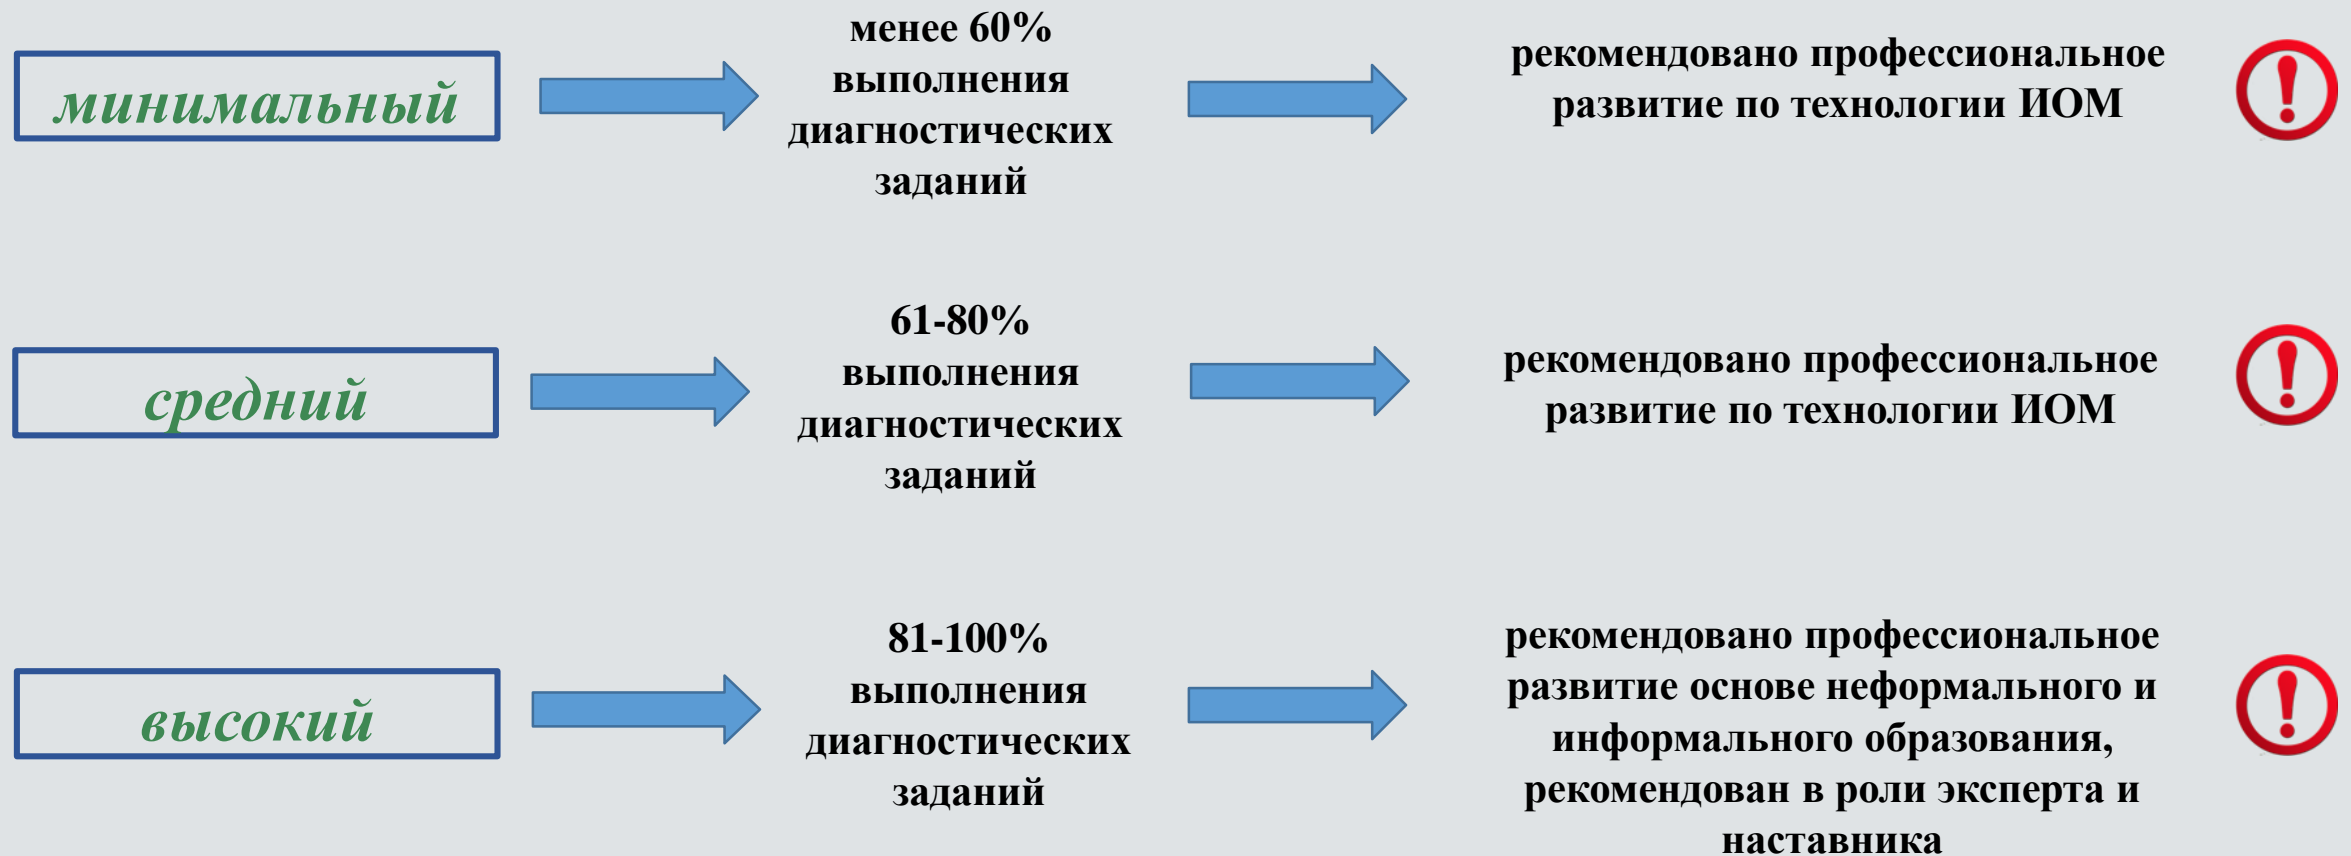 минимальный
менее 60%
выполнения
диагностических
заданий
рекомендовано профессиональное
развитие по технологии ИОМ
средний
61-80%
выполнения
диагностических
заданий
рекомендовано профессиональное
развитие по технологии ИОМ
высокий
81-100%
выполнения
диагностических
заданий
рекомендовано профессиональное
развитие основе неформального и
информального образования,
рекомендован в роли эксперта и
наставника